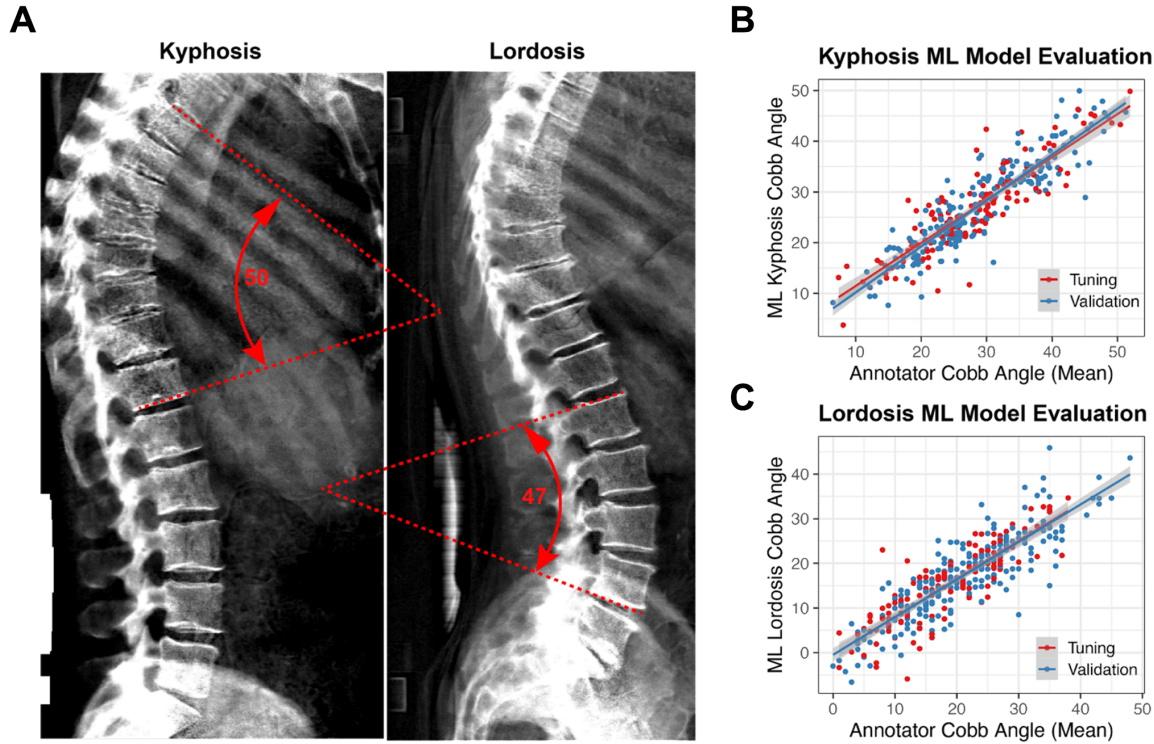 A
Kyphosis
Lordosis
50
47
B
Kyphosis ML Model Evaluation
ML Kyphosis Cobb Angle
50
40
30
20
10
Tuning
Validation
10
20
30
40
50
Annotator Cobb Angle (Mean)
C
Lordosis ML Model Evaluation
ML Lordosis Cobb Angle
40
30
20
10
0
Tuning
Validation
0
10
20
30
40
50
Annotator Cobb Angle (Mean)